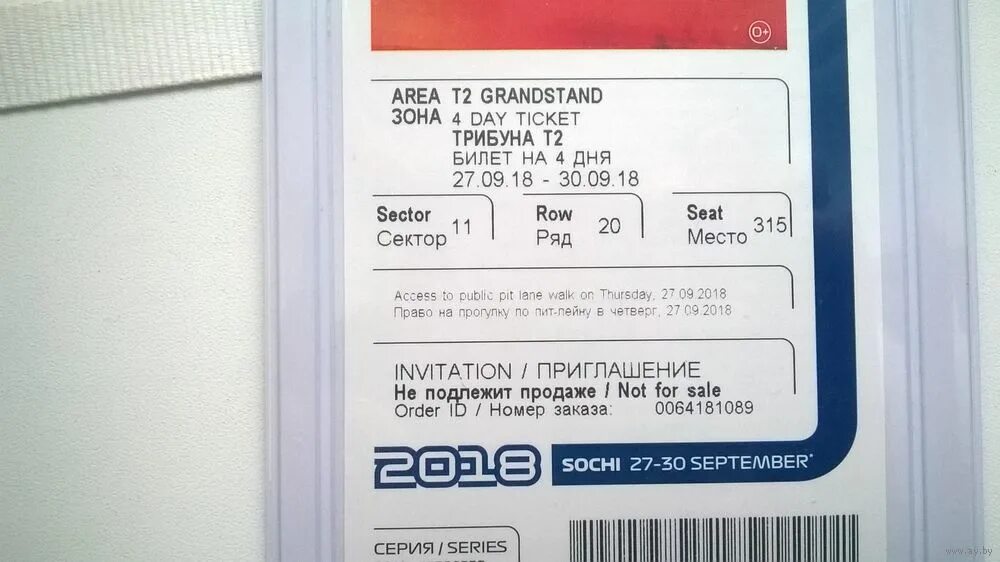 0+
AREA T2 GRANDSTAND
ЗОНА 4 DAY TICKET
ТРИБУНА Т2
БИЛЕТ НА 4 ДНЯ
27.09.18 - 30.09.18
Sector 11
Сектор
Row 20
Ряд
Seat 315
Место
Access to public pit lane walk on Thursday, 27.09.2018
Право на прогулку по пит-лейну в четверг, 27.09.2018
INVITATION / ПРИГЛАШЕНИЕ
Не подлежит продаже / Not for sale
Order ID / Номер заказа: 0064181089
2018 SOCHI 27-30 SEPTEMBER*
СЕРИЯ / SERIES
www.ay.by